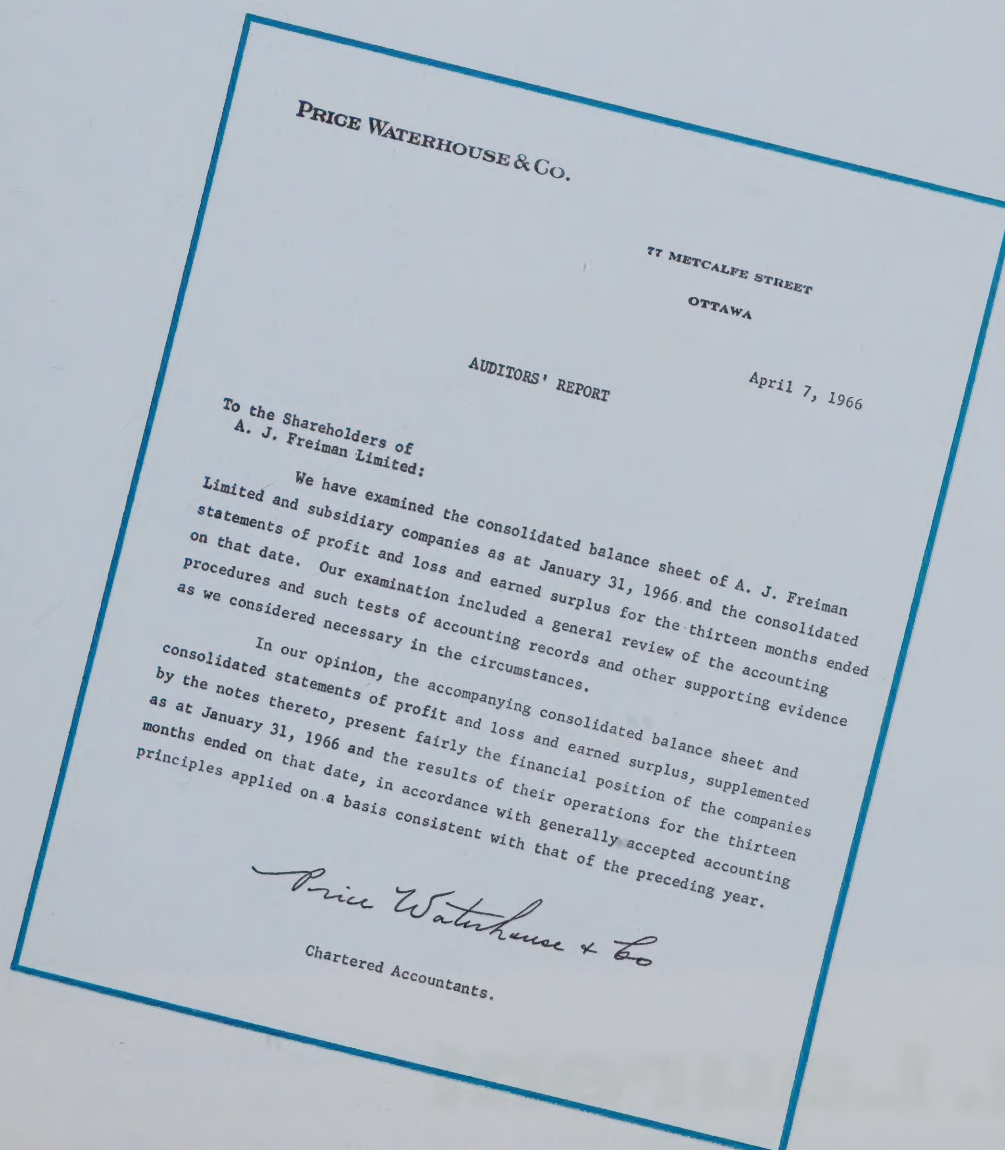 PRICE WATERHOUSE & CO.
77 METCALFE STREET
OTTAWA
April 7, 1966
AUDITORS' REPORT
To the Shareholders of
A. J. Freiman Limited:
We have examined the consolidated balance sheet of A. J. Freiman
Limited and subsidiary companies as at January 31, 1966 and the consolidated
statements of profit and loss and earned surplus for the thirteen months ended
on that date. Our examination included a general review of the accounting
procedures and such tests of accounting records and other supporting evidence
as we considered necessary in the circumstances.
In our opinion, the accompanying consolidated balance sheet and
consolidated statements of profit and loss and earned surplus, supplemented
by the notes thereto, present fairly the financial position of the companies
as at January 31, 1966 and the results of their operations for the thirteen
months ended on that date, in accordance with generally accepted accounting
principles applied on a basis consistent with that of the preceding year.
Price Waterhouse & Co
Chartered Accountants.